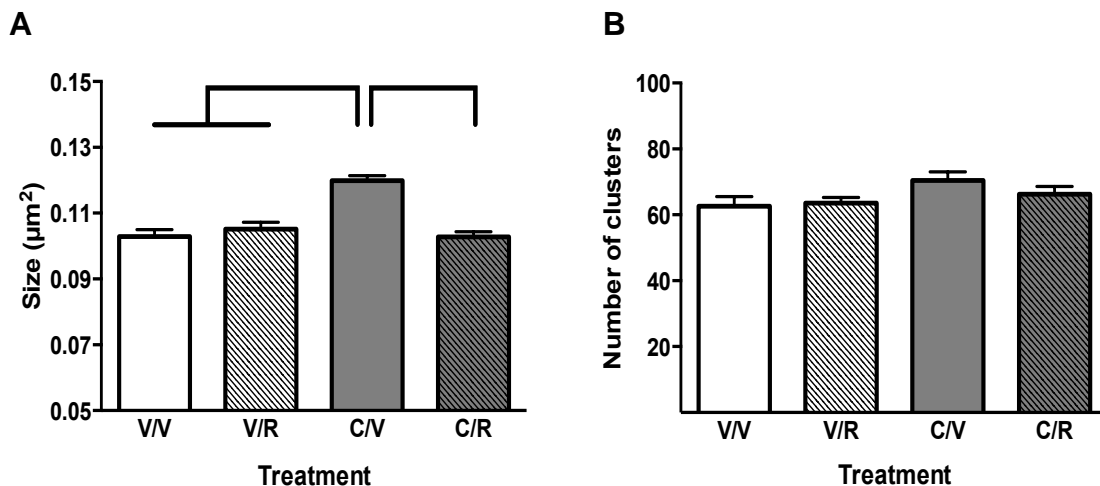 A
Size (µm²)
0.15
0.13
0.11
0.09
0.07
0.05
V/V V/R C/V C/R
Treatment
B
Number of clusters
100
80
60
40
20
V/V V/R C/V C/R
Treatment